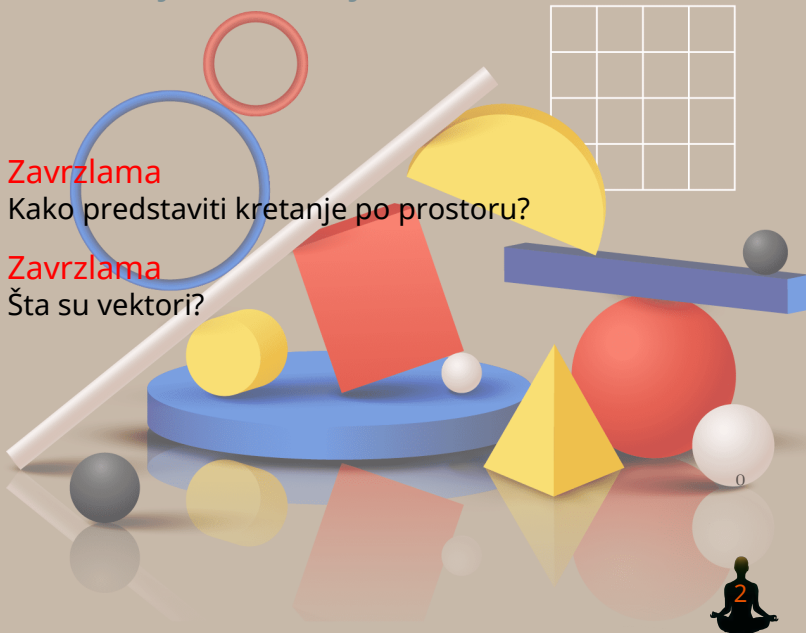 Zavrzlama
Kako predstaviti kretanje po prostoru?
Zavrzlama
Šta su vektori?
0
2